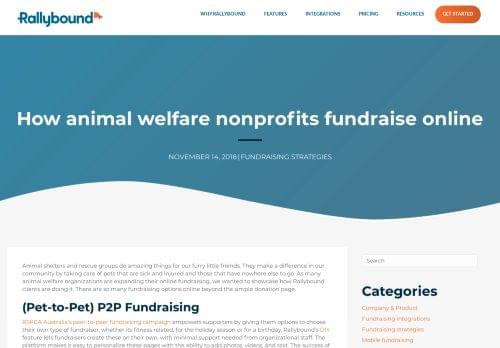 Rallybound
WHY RALLYBOUND FEATURES INTEGRATIONS PRICING RESOURCES GET STARTED
How animal welfare nonprofits fundraise online
NOVEMBER 14, 2018 | FUNDRAISING STRATEGIES
Animal shelters and rescue groups do amazing things for our furry little friends. They make a difference in our
community by taking care of pets that are sick and injured and those that have nowhere else to go. As many
animal welfare organizations are expanding their online fundraising, we wanted to showcase how Rallybound
clients are doing it. There are so many fundraising options online beyond the simple donation page.
(Pet-to-Pet) P2P Fundraising
RSPCA Australia's peer-to-peer fundraising campaign empowers supporters by giving them options to
choose their own type of fundraiser, whether its fitness related, for the holiday season or for a birthday. Rallybound's DIY
feature lets fundraisers create these on their own, with minimal support needed from organizational staff. The
platform makes it easy to personalize these pages with the ability to add photos, videos, and text. The success of
Search
Categories
Company & Product
Fundraising integrations
Fundraising strategies
Mobile fundraising